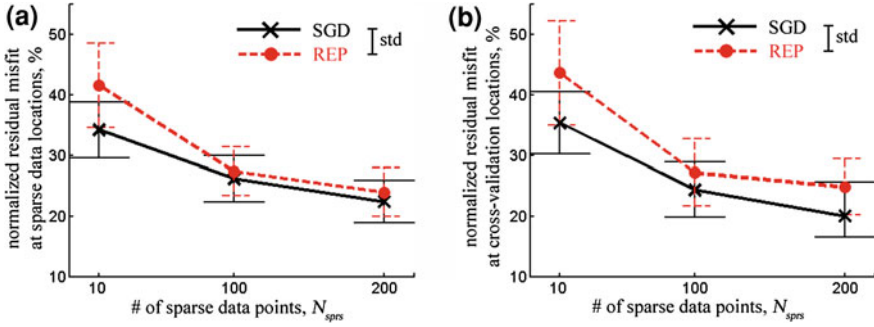 (a)
normalized residual misfit
at sparse data locations, %
50
40
30
20
10
SGD
REP
std
10
100
200
# of sparse data points, N_sprs
(b)
normalized residual misfit
at cross-validation locations, %
50
40
30
20
10
SGD
REP
std
10
100
200
# of sparse data points, N_sprs